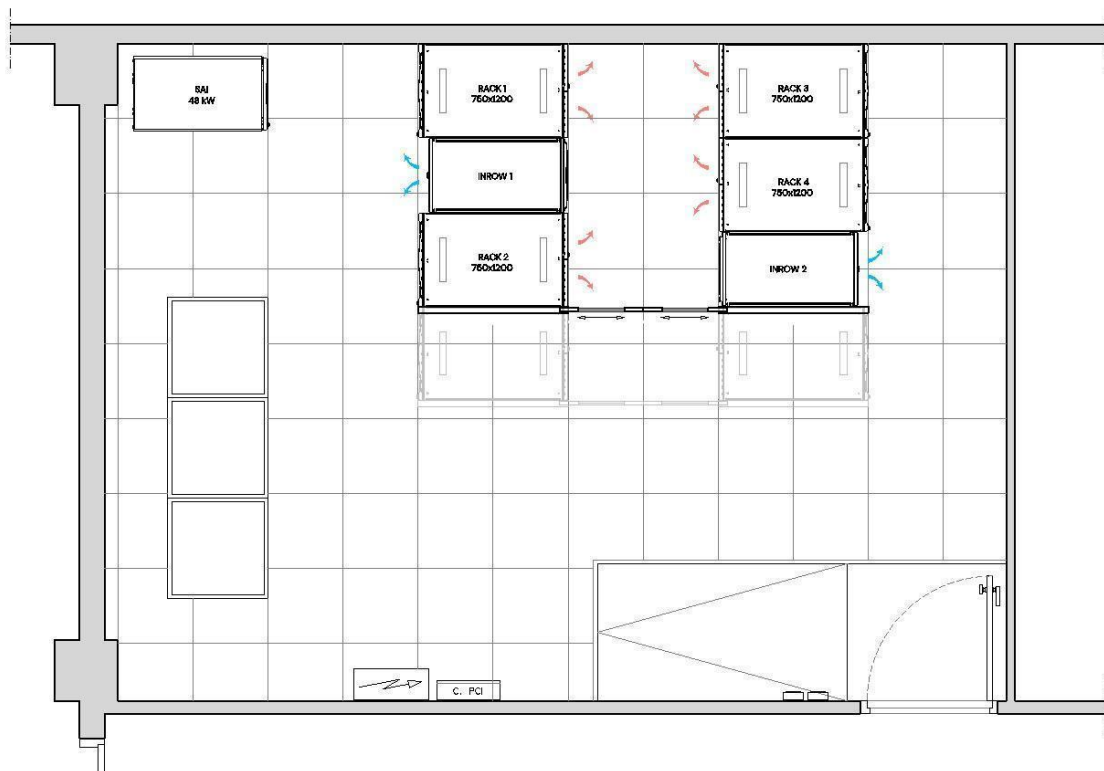 SAI
48 kW
RACK 1
750x1200
RACK 3
750x1200
INROW 1
RACK 4
750x1200
RACK 2
750x1200
INROW 2
C. PCI